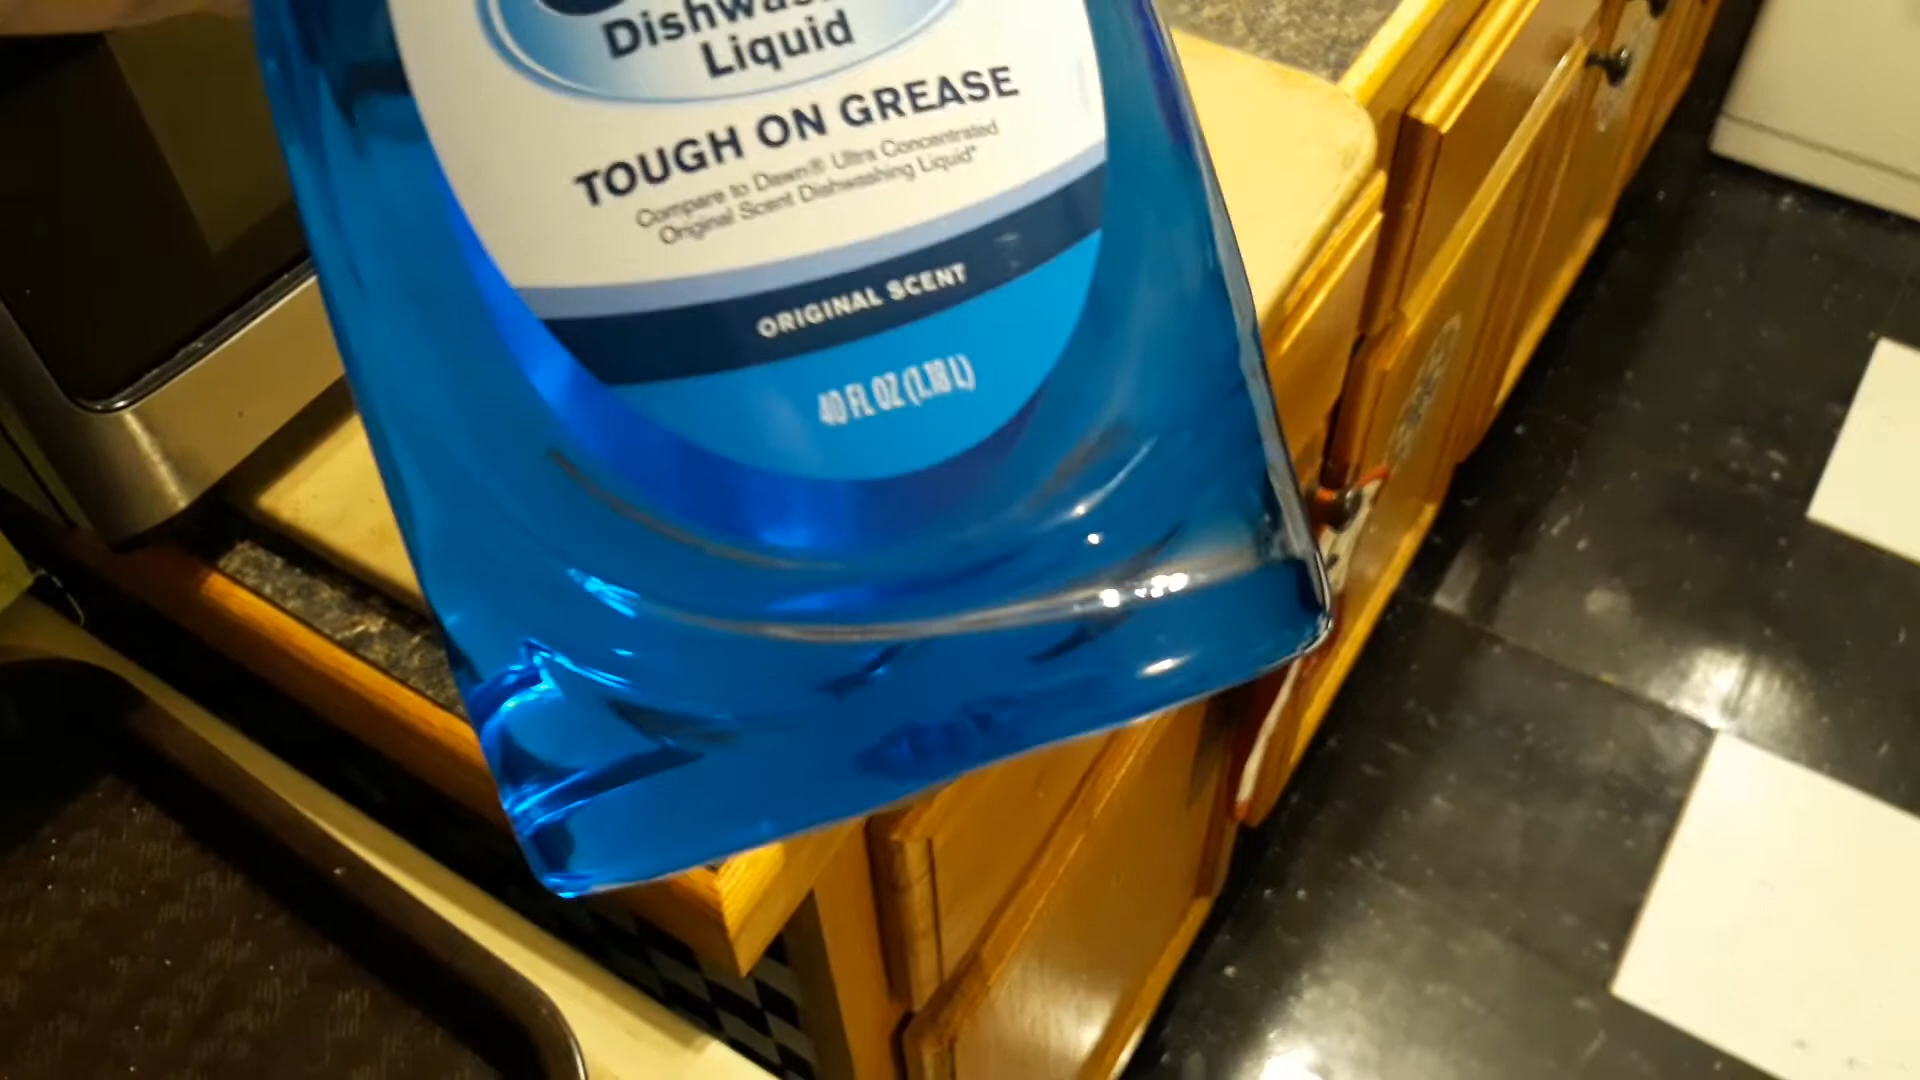 Liquid
TOUGH ON GREASE
Compare to Dawn® Ultra Concentrated
Original Scent Dishwashing Liquid*
ORIGINAL SCENT
40 FL OZ (1.18 L)